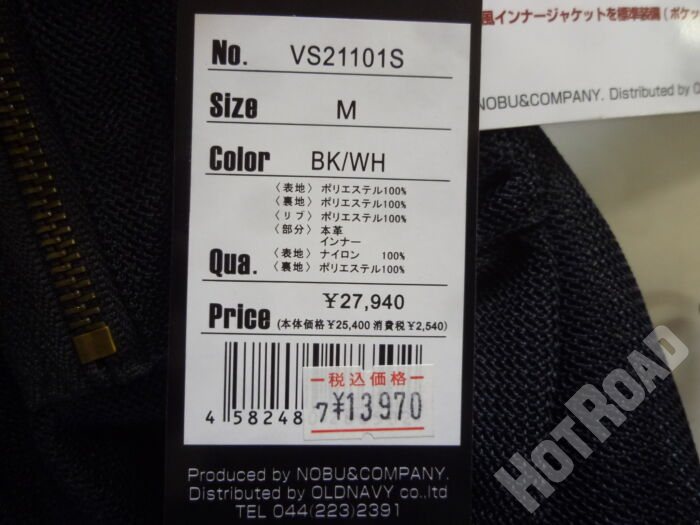 No. VS21101S
Size M
Color BK/WH
〈表地〉ポリエステル100%
〈裏地〉ポリエステル100%
〈リブ〉ポリエステル100%
〈部分〉本革
インナー
〈表地〉ナイロン 100%
Qua. 〈裏地〉ポリエステル100%
¥27,940
Price (本体価格¥25,400 消費税¥2,540)
税込価格
7 ¥13970
4 582480
Produced by NOBU&COMPANY.
Distributed by OLDNAVY co.,ltd
TEL 044(223)2391
風インナージャケットを標準装備(ポケッ
NOBU&COMPANY. Distributed by OL
HOTROAD